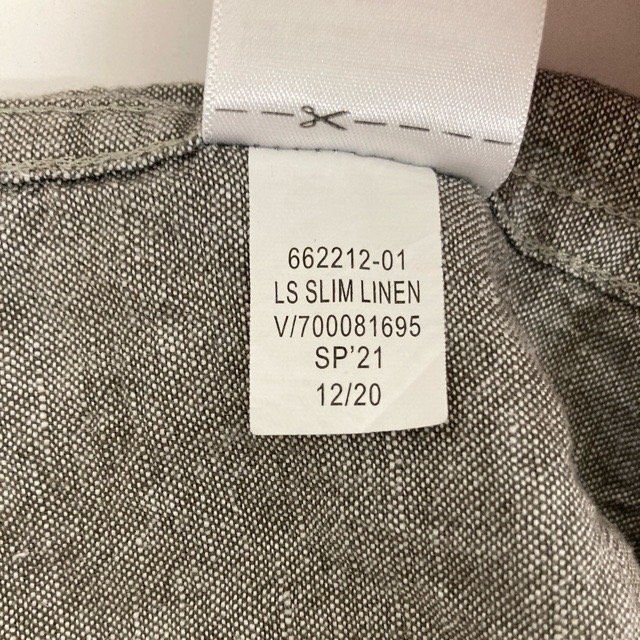 662212-01
LS SLIM LINEN
V/700081695
SP'21
12/20